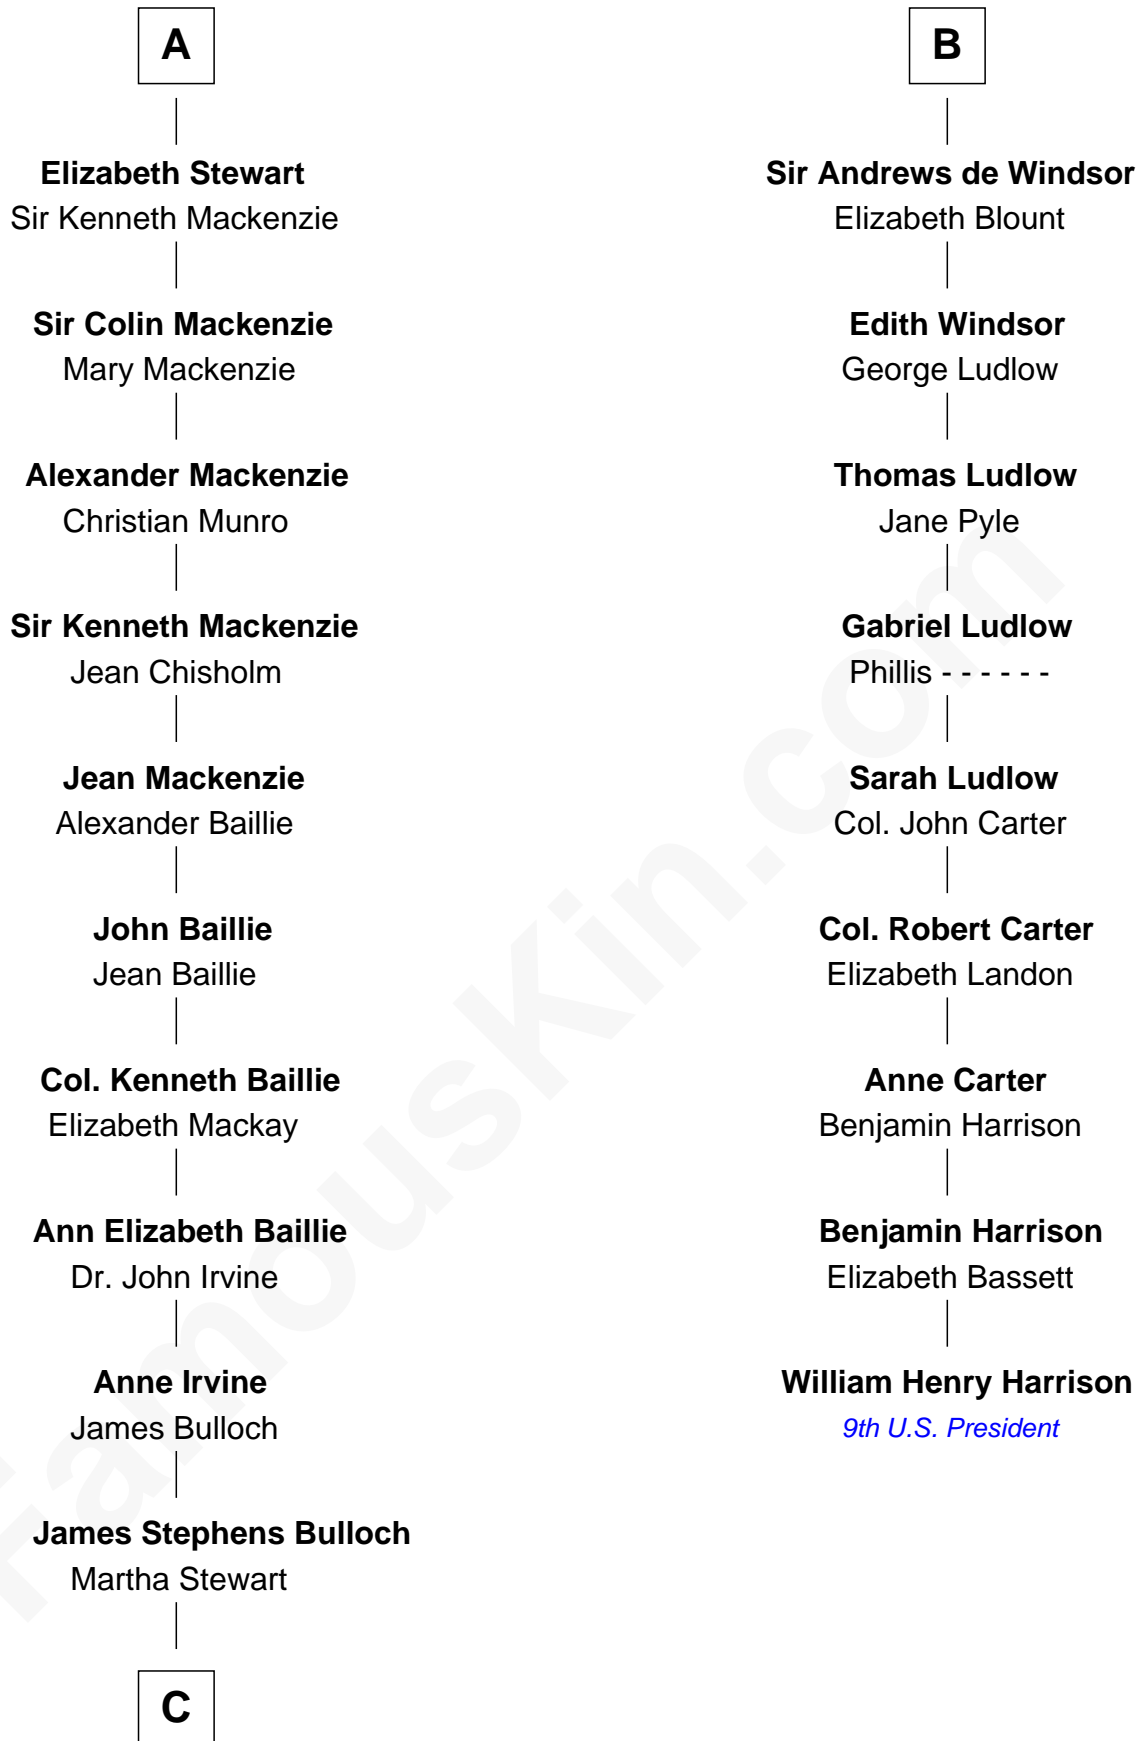 A
Elizabeth Stewart
Sir Kenneth Mackenzie
Sir Colin Mackenzie
Mary Mackenzie
Alexander Mackenzie
Christian Munro
Sir Kenneth Mackenzie
Jean Chisholm
Jean Mackenzie
Alexander Baillie
John Baillie
Jean Baillie
Col. Kenneth Baillie
Elizabeth Mackay
Ann Elizabeth Baillie
Dr. John Irvine
Anne Irvine
James Bulloch
James Stephens Bulloch
Martha Stewart
C
B
Sir Andrews de Windsor
Elizabeth Blount
Edith Windsor
George Ludlow
Thomas Ludlow
Jane Pyle
Gabriel Ludlow
Phillis - - - - - -
Sarah Ludlow
Col. John Carter
Col. Robert Carter
Elizabeth Landon
Anne Carter
Benjamin Harrison
Benjamin Harrison
Elizabeth Bassett
William Henry Harrison
9th U.S. President
FamousKin.com